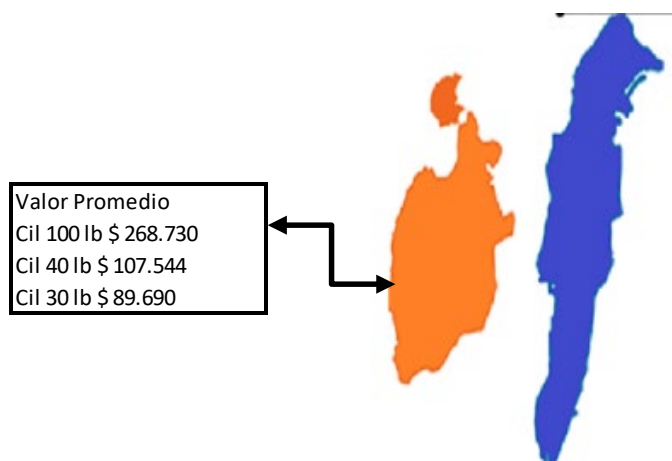 Valor Promedio
Cil 100 lb $ 268.730
Cil 40 lb $ 107.544
Cil 30 lb $ 89.690